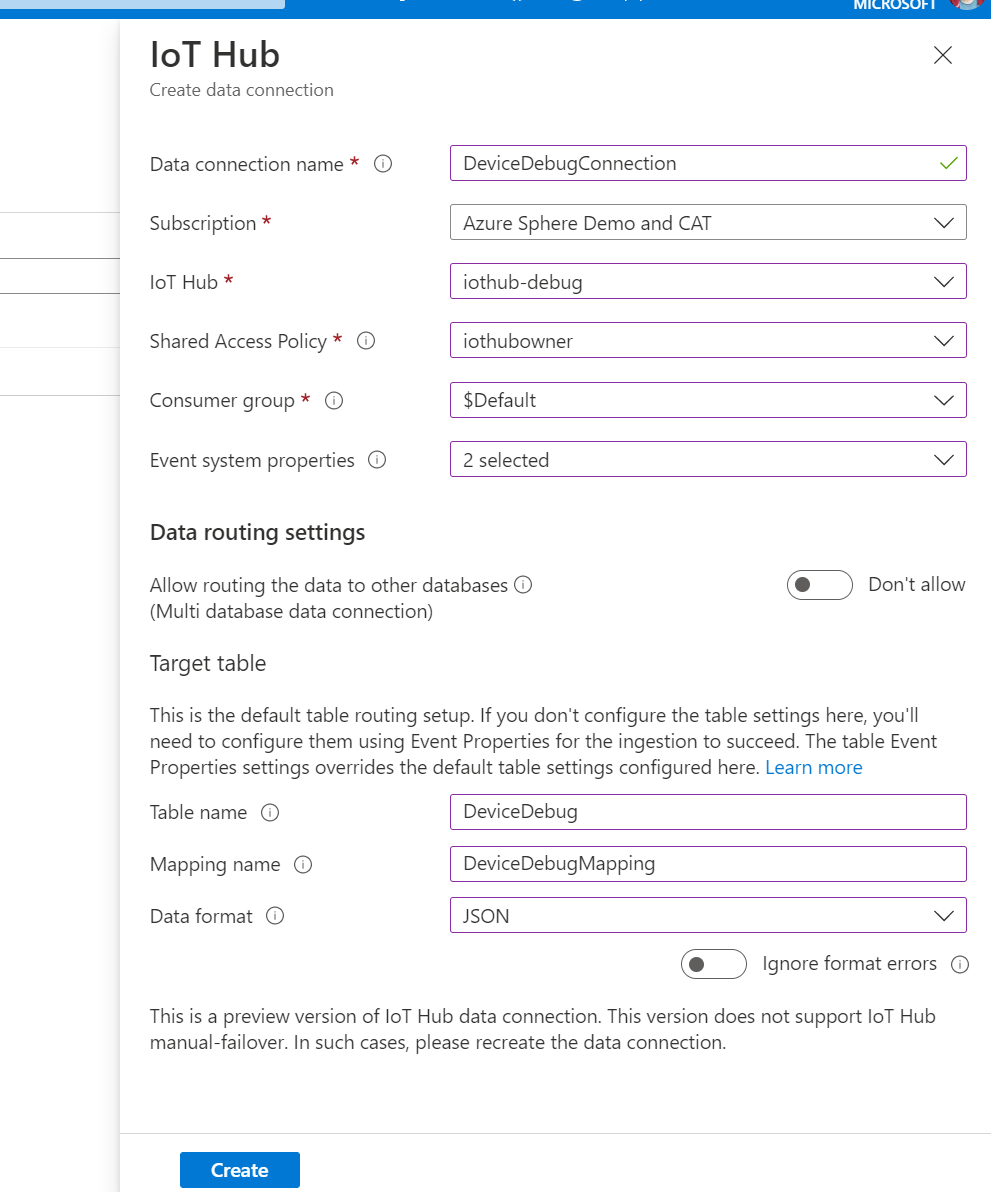 MICROSOFT
IoT Hub
Create data connection
Data connection name *
DeviceDebugConnection
Subscription *
Azure Sphere Demo and CAT
IoT Hub *
iothub-debug
Shared Access Policy *
iothubowner
Consumer group *
$Default
Event system properties
2 selected
Data routing settings
Allow routing the data to other databases
(Multi database data connection)
Don't allow
Target table
This is the default table routing setup. If you don't configure the table settings here, you'll
need to configure them using Event Properties for the ingestion to succeed. The table Event
Properties settings overrides the default table settings configured here. Learn more
Table name
DeviceDebug
Mapping name
DeviceDebugMapping
Data format
JSON
Ignore format errors
This is a preview version of IoT Hub data connection. This version does not support IoT Hub
manual-failover. In such cases, please recreate the data connection.
Create